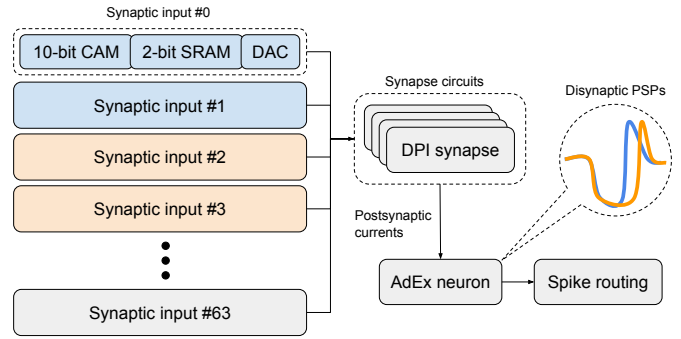 Synaptic input #0
10-bit CAM
2-bit SRAM
DAC
Synaptic input #1
Synaptic input #2
Synaptic input #3
Synaptic input #63
Synapse circuits
DPI synapse
Postsynaptic
currents
AdEx neuron
Spike routing
Disynaptic PSPs